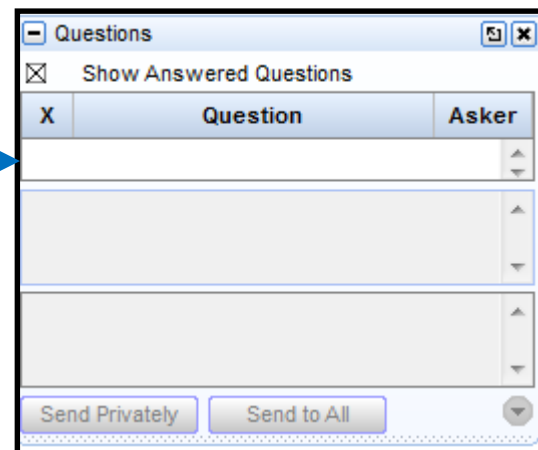 Questions
Show Answered Questions
X Question Asker
Send Privately Send to All